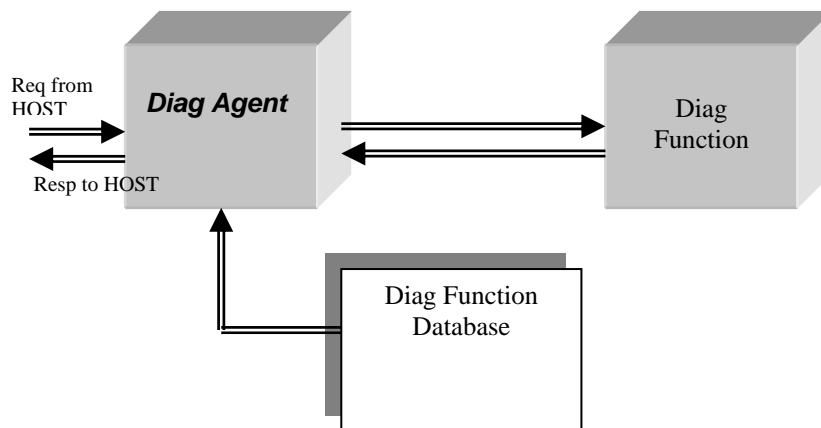 Req from
HOST
Diag Agent
Diag
Function
Resp to HOST
Diag Function
Database